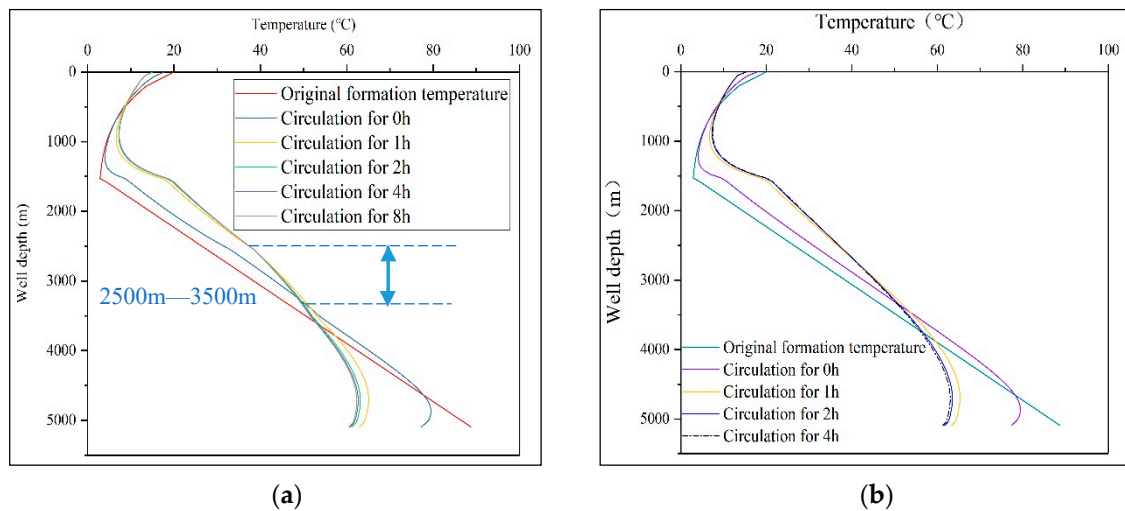 Temperature (℃)
0 20 40 60 80 100
0
1000
2000
3000
4000
5000
Well depth (m)
Original formation temperature
Circulation for 0h
Circulation for 1h
Circulation for 2h
Circulation for 4h
Circulation for 8h
2500m—3500m
(a)
Temperature（℃）
0 20 40 60 80 100
0
1000
2000
3000
4000
5000
Well depth（m）
Original formation temperature
Circulation for 0h
Circulation for 1h
Circulation for 2h
Circulation for 4h
(b)